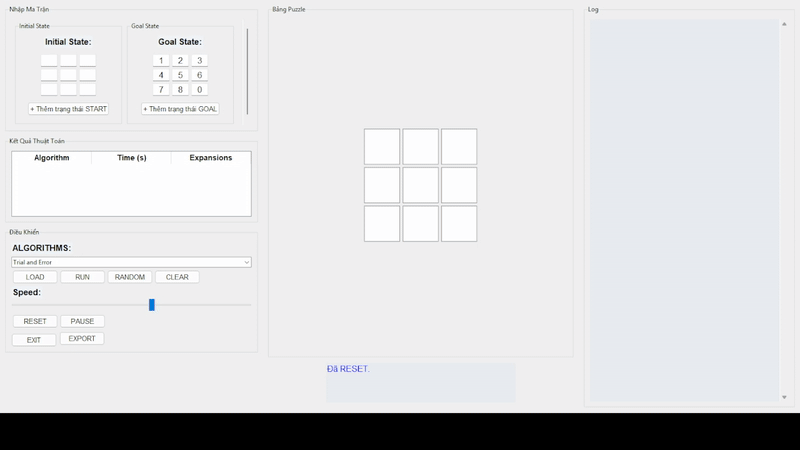 Nhập Ma Trận
Initial State
Initial State:
+ Thêm trạng thái START
Goal State
Goal State:
1 2 3
4 5 6
7 8 0
+ Thêm trạng thái GOAL
Kết Quả Thuật Toán
Algorithm Time (s) Expansions
Điều Khiển
ALGORITHMS:
Trial and Error
LOAD RUN RANDOM CLEAR
Speed:
RESET PAUSE
EXIT EXPORT
Bảng Puzzle
Đã RESET.
Log